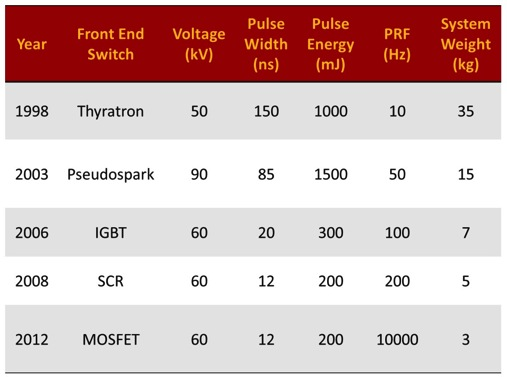 Year Front End Switch Voltage (kV) Pulse Width (ns) Pulse Energy (mJ) PRF (Hz) System Weight (kg)
1998 Thyratron 50 150 1000 10 35
2003 Pseudospark 90 85 1500 50 15
2006 IGBT 60 20 300 100 7
2008 SCR 60 12 200 200 5
2012 MOSFET 60 12 200 10000 3